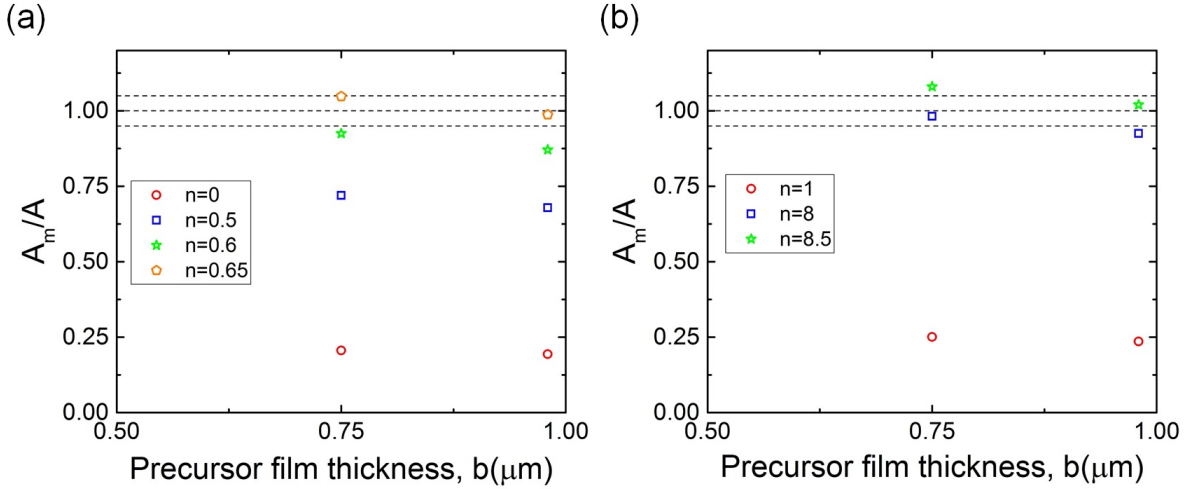 (a)
A_m/A
1.00
0.75
0.50
0.25
0.00
n=0
n=0.5
n=0.6
n=0.65
0.50
0.75
1.00
Precursor film thickness, b(μm)
(b)
A_m/A
1.00
0.75
0.50
0.25
0.00
n=1
n=8
n=8.5
0.50
0.75
1.00
Precursor film thickness, b(μm)